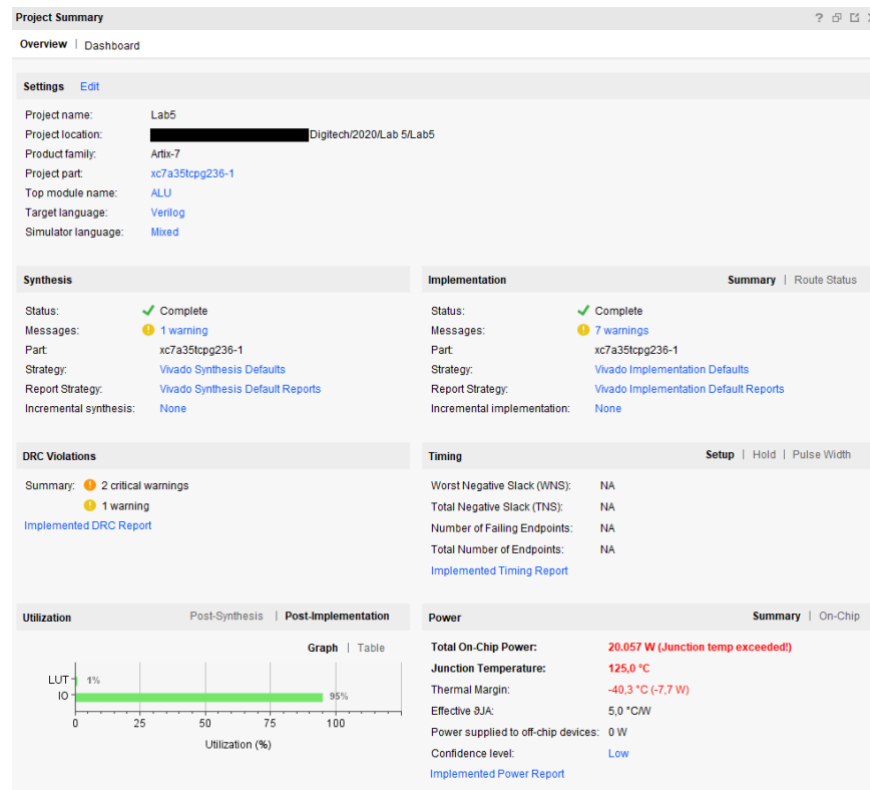 Project Summary
?
Overview | Dashboard
Settings Edit
Project name: Lab5
Project location: Digitech/2020/Lab 5/Lab5
Product family: Artix-7
Project part: xc7a35tcpg236-1
Top module name: ALU
Target language: Verilog
Simulator language: Mixed
Synthesis
Status: Complete
Messages: 1 warning
Part: xc7a35tcpg236-1
Strategy: Vivado Synthesis Defaults
Report Strategy: Vivado Synthesis Default Reports
Incremental synthesis: None
Implementation Summary | Route Status
Status: Complete
Messages: 7 warnings
Part: xc7a35tcpg236-1
Strategy: Vivado Implementation Defaults
Report Strategy: Vivado Implementation Default Reports
Incremental implementation: None
DRC Violations
Summary: 2 critical warnings
1 warning
Implemented DRC Report
Timing Setup | Hold | Pulse Width
Worst Negative Slack (WNS): NA
Total Negative Slack (TNS): NA
Number of Failing Endpoints: NA
Total Number of Endpoints: NA
Implemented Timing Report
Utilization Post-Synthesis | Post-Implementation
Graph | Table
LUT 1%
IO 95%
0 25 50 75 100
Utilization (%)
Power Summary | On-Chip
Total On-Chip Power: 20.057 W (Junction temp exceeded!)
Junction Temperature: 125,0 °C
Thermal Margin: -40,3 °C (-7,7 W)
Effective ϑJA: 5,0 °C/W
Power supplied to off-chip devices: 0 W
Confidence level: Low
Implemented Power Report